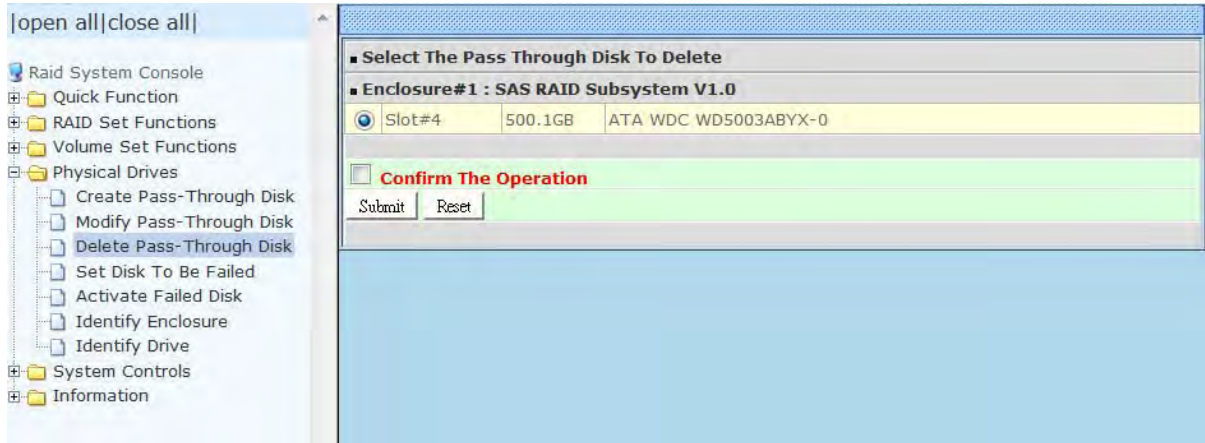 |open all|close all|
Raid System Console
Quick Function
RAID Set Functions
Volume Set Functions
Physical Drives
Create Pass-Through Disk
Modify Pass-Through Disk
Delete Pass-Through Disk
Set Disk To Be Failed
Activate Failed Disk
Identify Enclosure
Identify Drive
System Controls
Information
Select The Pass Through Disk To Delete
Enclosure#1 : SAS RAID Subsystem V1.0
Slot#4 500.1GB ATA WDC WD5003ABYX-0
Confirm The Operation
Submit Reset